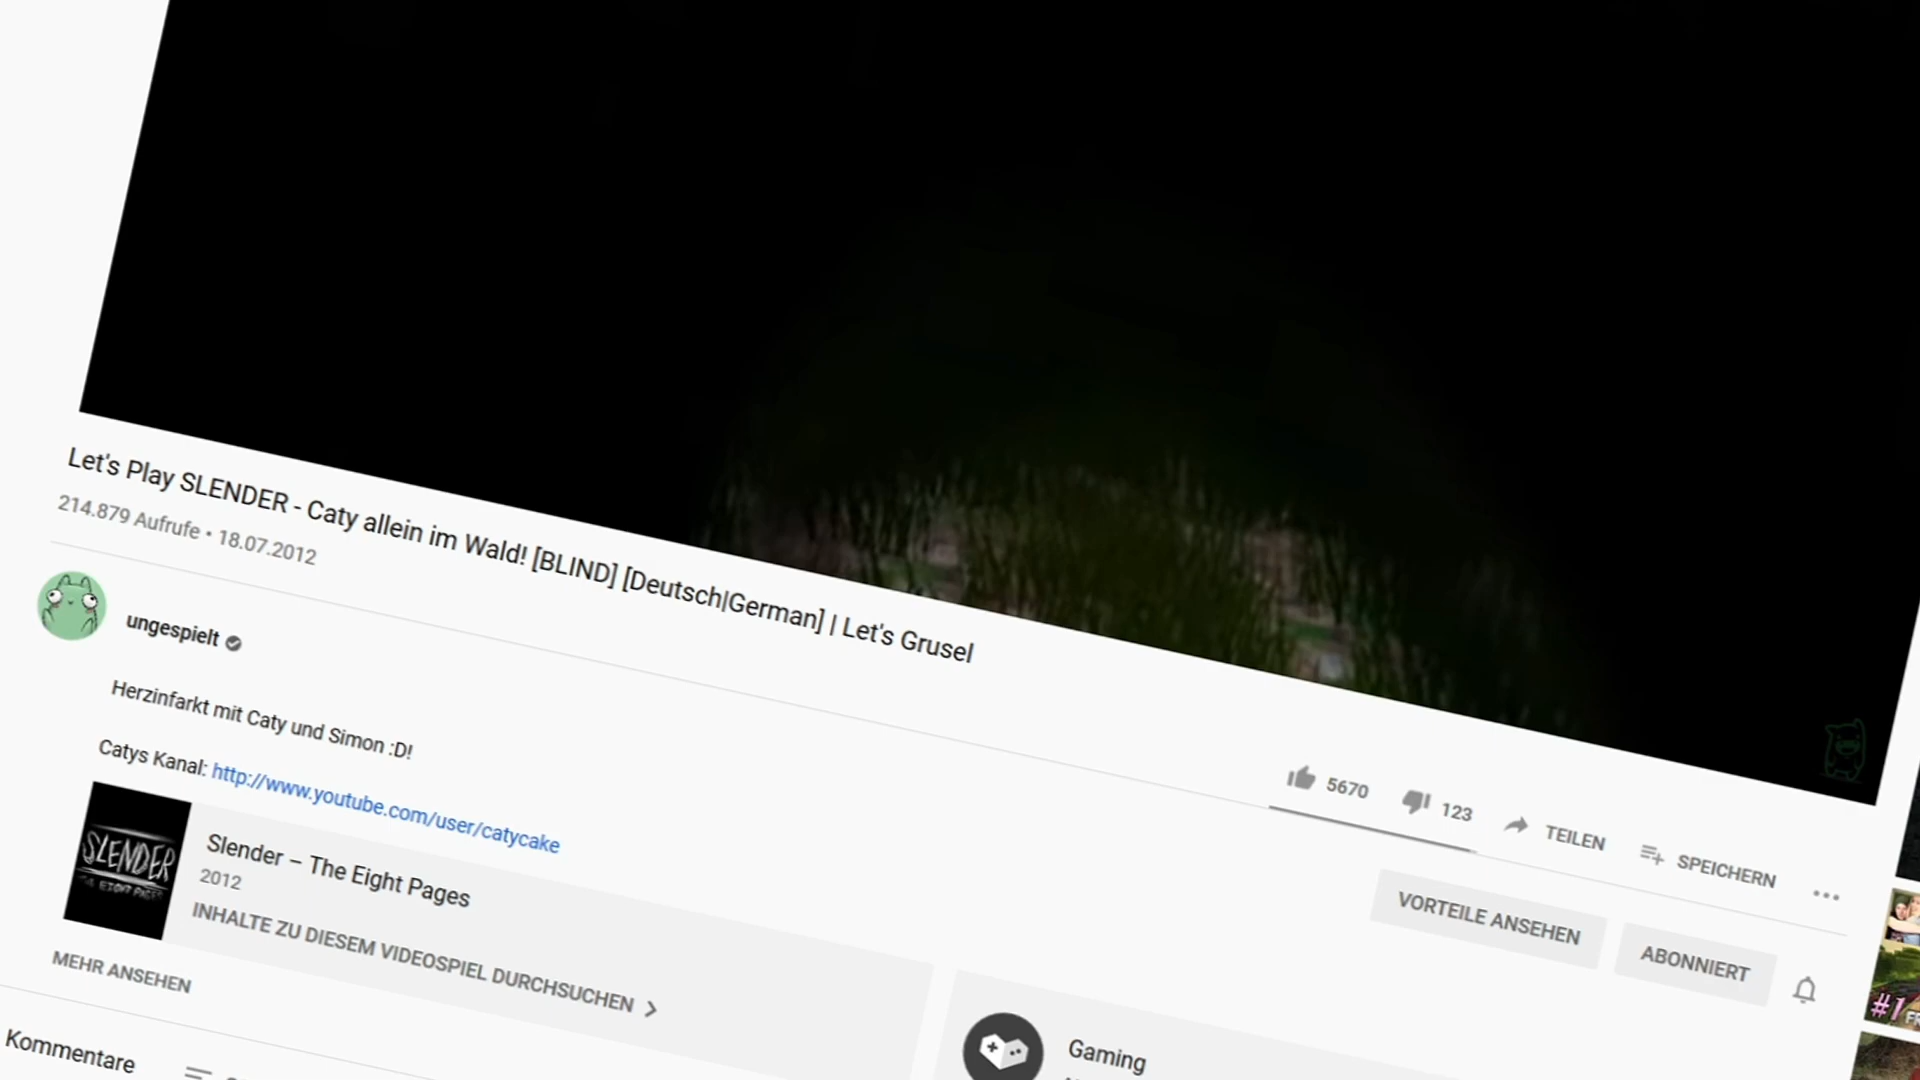 Let's Play SLENDER - Caty allein im Wald! [BLIND] [Deutsch|German] | Let's Grusel
214.879 Aufrufe • 18.07.2012
5670
123
TEILEN
SPEICHERN
ungespielt
VORTEILE ANSEHEN
ABONNIERT
Herzinfarkt mit Caty und Simon :D!
Catys Kanal: http://www.youtube.com/user/catycake
SLENDER
Slender – The Eight Pages
2012
INHALTE ZU DIESEM VIDEOSPIEL DURCHSUCHEN
Gaming
MEHR ANSEHEN
Kommentare
#1